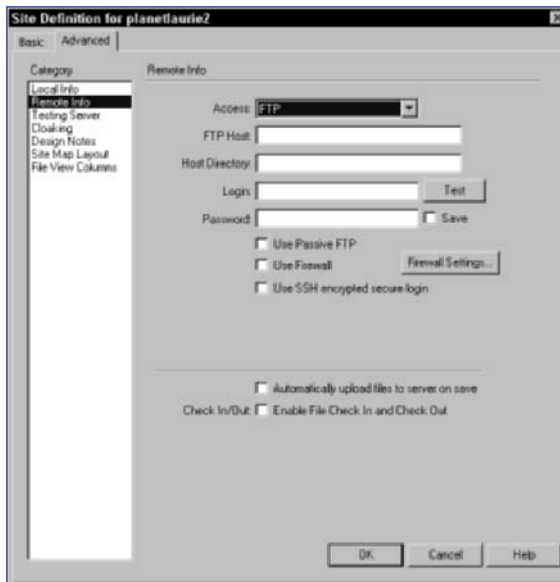 Site Definition for planetlaurie2
Basic Advanced
Category Remote Info
Local Info
Remote Info
Testing Server
Cloaking
Design Notes
Site Map Layout
File View Columns
Access: FTP
FTP Host:
Host Directory:
Login: Test
Password: Save
Use Passive FTP
Use Firewall Firewall Settings...
Use SSH encrypted secure login
Automatically upload files to server on save
Check In/Out: Enable File Check In and Check Out
OK Cancel Help